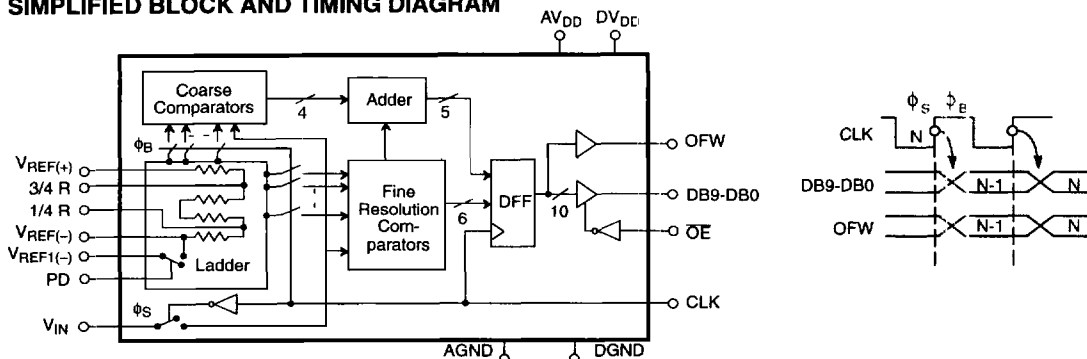 SIMPLIFIED BLOCK AND TIMING DIAGRAM
AVDD DVDD
Coarse
Comparators
4
Adder
5
ϕB
VREF(+)
3/4 R
1/4 R
VREF(–)
VREF1(–)
PD
Ladder
Fine
Resolution
Com-
parators
6
DFF
10
OFW
DB9-DB0
OE
CLK
ϕS
VIN
AGND
DGND
ϕS ϕB
CLK
N
DB9-DB0
N-1
N
OFW
N-1
N